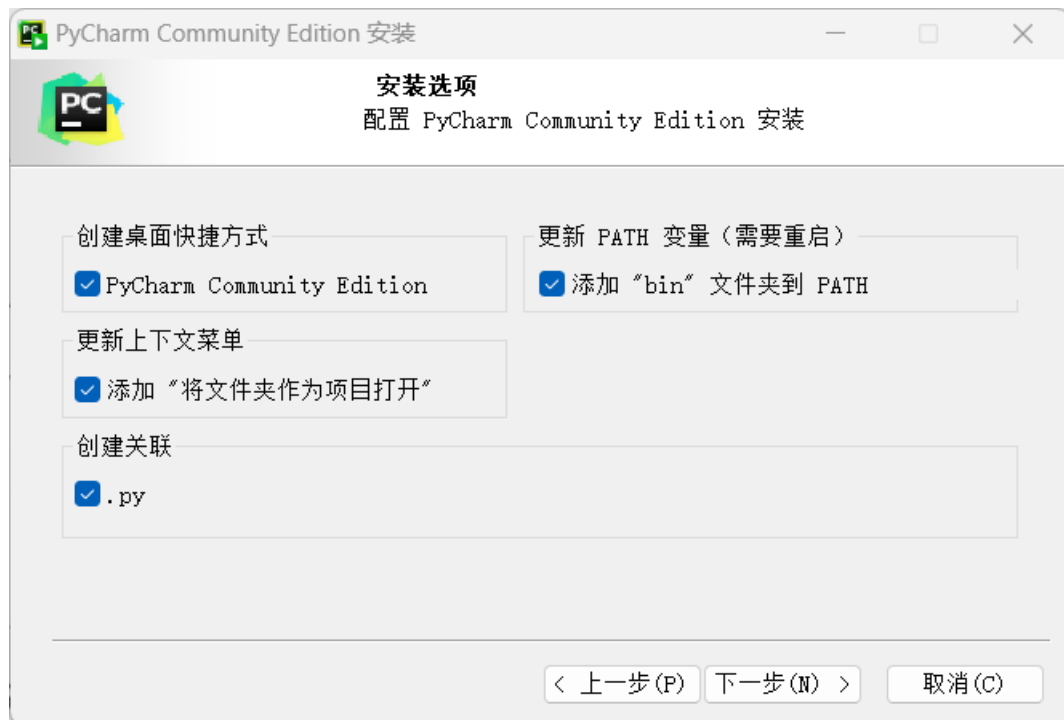 PyCharm Community Edition 安装
PC
安装选项
配置 PyCharm Community Edition 安装
创建桌面快捷方式
PyCharm Community Edition
更新 PATH 变量（需要重启）
添加 "bin" 文件夹到 PATH
更新上下文菜单
添加 "将文件夹作为项目打开"
创建关联
.py
< 上一步(P)
下一步(N) >
取消(C)